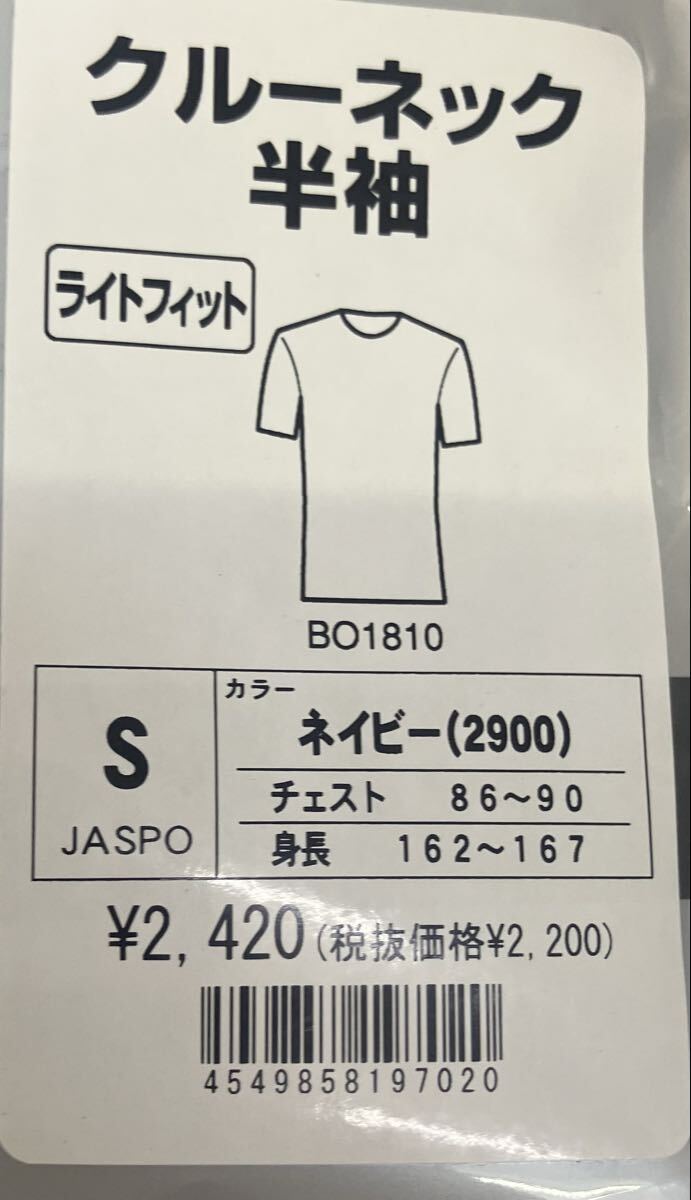 クルーネック
半袖
ライトフィット
BO1810
S
JASPO
カラー
ネイビー(2900)
チェスト 86～90
身長 162～167
¥2,420(税抜価格¥2,200)
4549858197020